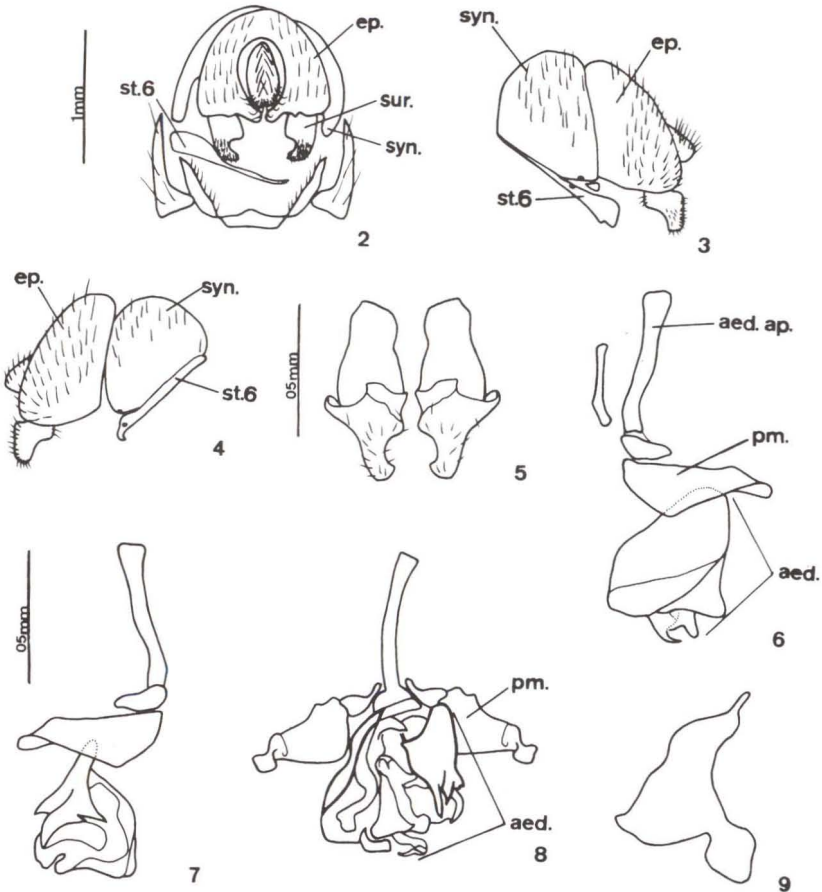 syn.
ep.
ep.
st.6
1mm
sur.
syn.
st.6
2
3
ep.
syn.
aed. ap.
05mm
st.6
pm.
4
5
aed.
05mm
6
pm.
aed.
7
8
9